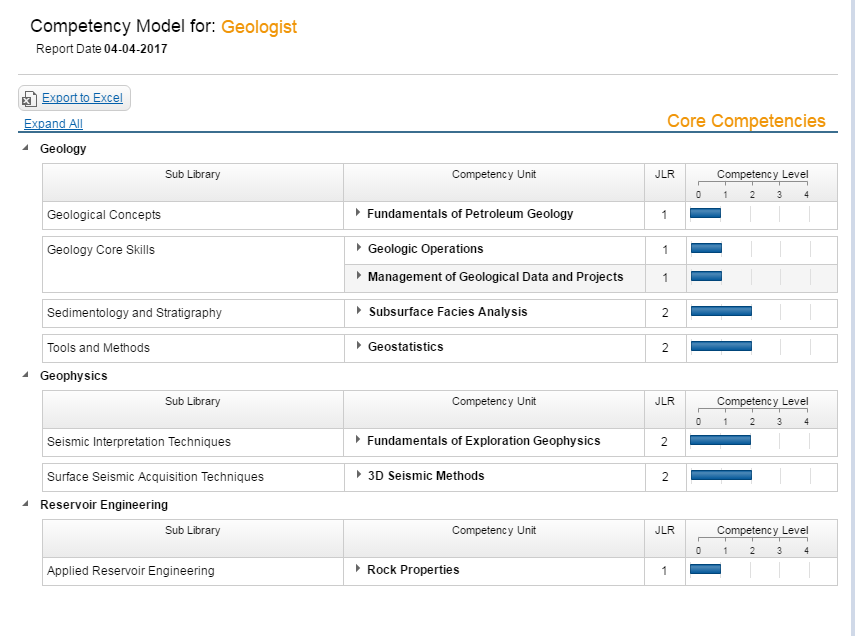 Competency Model for: Geologist
Report Date 04-04-2017
Export to Excel
Expand All
Core Competencies
Geology
Sub Library Competency Unit JLR Competency Level
0 1 2 3 4
Geological Concepts Fundamentals of Petroleum Geology 1
Geology Core Skills Geologic Operations 1
Management of Geological Data and Projects 1
Sedimentology and Stratigraphy Subsurface Facies Analysis 2
Tools and Methods Geostatistics 2
Geophysics
Sub Library Competency Unit JLR Competency Level
0 1 2 3 4
Seismic Interpretation Techniques Fundamentals of Exploration Geophysics 2
Surface Seismic Acquisition Techniques 3D Seismic Methods 2
Reservoir Engineering
Sub Library Competency Unit JLR Competency Level
0 1 2 3 4
Applied Reservoir Engineering Rock Properties 1